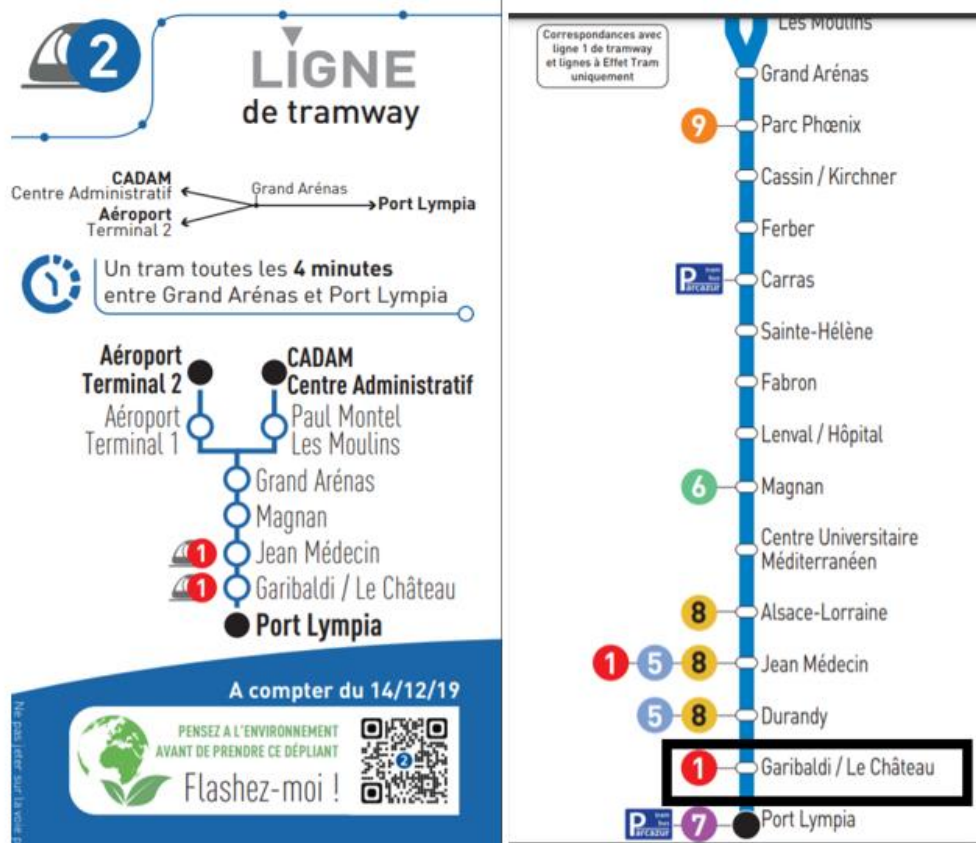 2
LIGNE
de tramway
CADAM
Centre Administratif
Grand Arénas
Port Lympia
Aéroport
Terminal 2
Un tram toutes les 4 minutes
entre Grand Arénas et Port Lympia
Aéroport
Terminal 2
CADAM
Centre Administratif
Aéroport
Terminal 1
Paul Montel
Les Moulins
Grand Arénas
Magnan
1 Jean Médecin
1 Garibaldi / Le Château
Port Lympia
A compter du 14/12/19
PENSEZ A L'ENVIRONNEMENT
AVANT DE PRENDRE CE DÉPLIANT
Flashez-moi !
2
Ne pas jeter sur la voie p
Correspondances avec
ligne 1 de tramway
et lignes à Effet Tram
uniquement
Les Moulins
Grand Arénas
9 Parc Phœnix
Cassin / Kirchner
Ferber
Parcazur tram bus Carras
Sainte-Hélène
Fabron
Lenval / Hôpital
6 Magnan
Centre Universitaire
Méditerranéen
8 Alsace-Lorraine
1 5 8 Jean Médecin
5 8 Durandy
1 Garibaldi / Le Château
Parcazur tram bus 7 Port Lympia